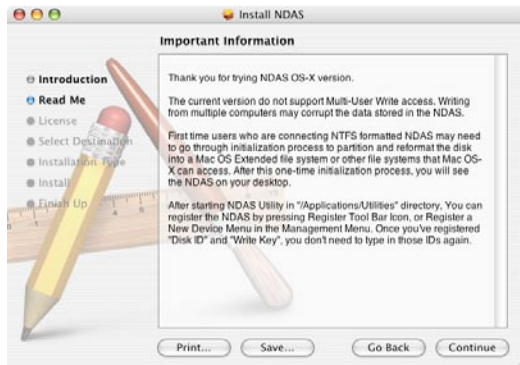 Install NDAS
Important Information
Introduction
Read Me
License
Select Destination
Installation Type
Install
Finish Up
Thank you for trying NDAS OS-X version.
The current version do not support Multi-User Write access. Writing
from multiple computers may corrupt the data stored in the NDAS.
First time users who are connecting NTFS formatted NDAS may need
to go through initialization process to partition and reformat the disk
into a Mac OS Extended file system or other file systems that Mac OS-
X can access. After this one-time initialization process, you will see
the NDAS on your desktop.
After starting NDAS Utility in "/Applications/Utilities" directory, You can
register the NDAS by pressing Register Tool Bar Icon, or Register a
New Device Menu in the Management Menu. Once you've registered
"Disk ID" and "Write Key", you don't need to type in those IDs again.
Print... Save... Go Back Continue